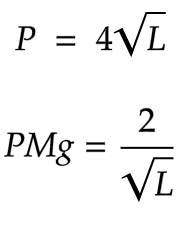 P = 4√L
PMg = 2/√L